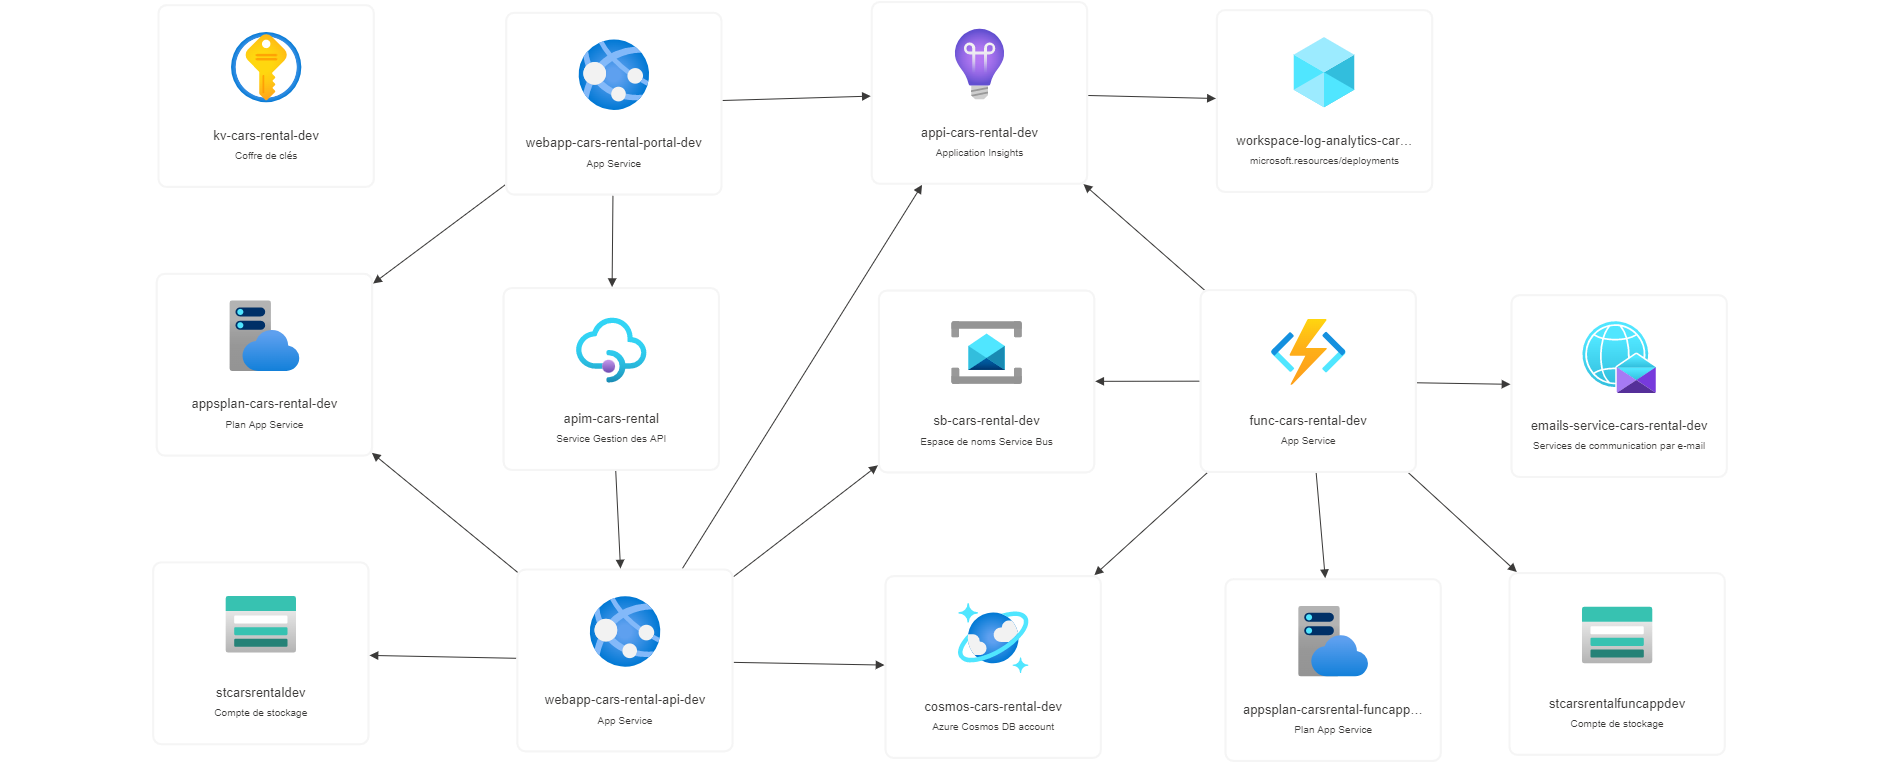 kv-cars-rental-dev
Coffre de clés
webapp-cars-rental-portal-dev
App Service
appi-cars-rental-dev
Application Insights
workspace-log-analytics-car...
microsoft.resources/deployments
appsplan-cars-rental-dev
Plan App Service
apim-cars-rental
Service Gestion des API
sb-cars-rental-dev
Espace de noms Service Bus
func-cars-rental-dev
App Service
emails-service-cars-rental-dev
Services de communication par e-mail
stcarsrentaldev
Compte de stockage
webapp-cars-rental-api-dev
App Service
cosmos-cars-rental-dev
Azure Cosmos DB account
appsplan-carsrental-funcapp...
Plan App Service
stcarsrentalfuncappdev
Compte de stockage